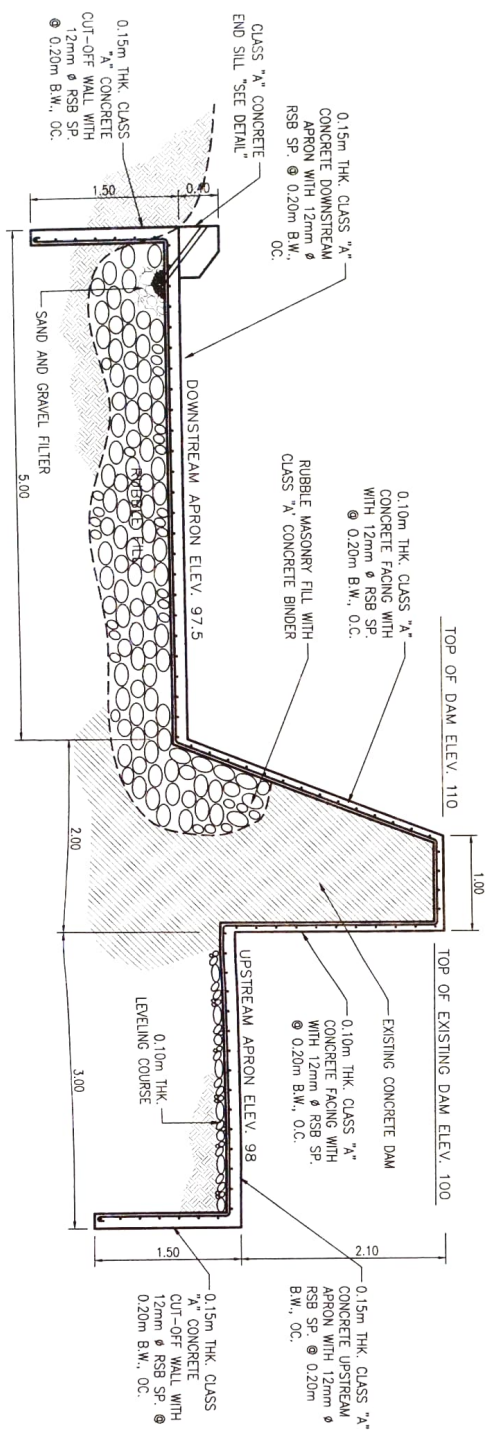 TOP OF DAM ELEV. 110
TOP OF EXISTING DAM ELEV. 100
1.00
0.10m THK. CLASS "A"
CONCRETE FACING WITH
WITH 12mm ø RSB SP.
@ 0.20m B.W., O.C.
EXISTING CONCRETE DAM
0.15m THK. CLASS "A"
CONCRETE UPSTREAM
APRON WITH 12mm ø
RSB SP. @ 0.20m
B.W., OC.
0.15m THK. CLASS "A"
CONCRETE DOWNSTREAM
APRON WITH 12mm ø
RSB SP. @ 0.20m B.W.,
OC.
RUBBLE MASONRY FILL WITH
CLASS "A' CONCRETE BINDER
0.10m THK. CLASS "A"
CONCRETE FACING WITH
WITH 12mm ø RSB SP.
@ 0.20m B.W., O.C.
2.10
CLASS "A" CONCRETE
END SILL "SEE DETAIL"
0.40
DOWNSTREAM APRON ELEV. 97.5
UPSTREAM APRON ELEV. 98
0.15m THK. CLASS
"A" CONCRETE
CUT-OFF WALL WITH
12mm ø RSB SP.
@ 0.20m B.W., OC.
1.50
RUBBLE FILL
0.10m THK.
LEVELING COURSE
1.50
0.15m THK. CLASS
"A" CONCRETE
CUT-OFF WALL WITH
12mm ø RSB SP. @
0.20m B.W., OC.
SAND AND GRAVEL FILTER
5.00
2.00
3.00